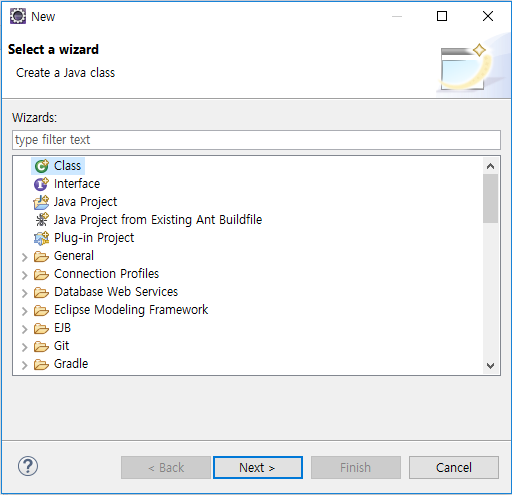 New
Select a wizard
Create a Java class
Wizards:
type filter text
Class
Interface
Java Project
Java Project from Existing Ant Buildfile
Plug-in Project
General
Connection Profiles
Database Web Services
Eclipse Modeling Framework
EJB
Git
Gradle
< Back Next > Finish Cancel